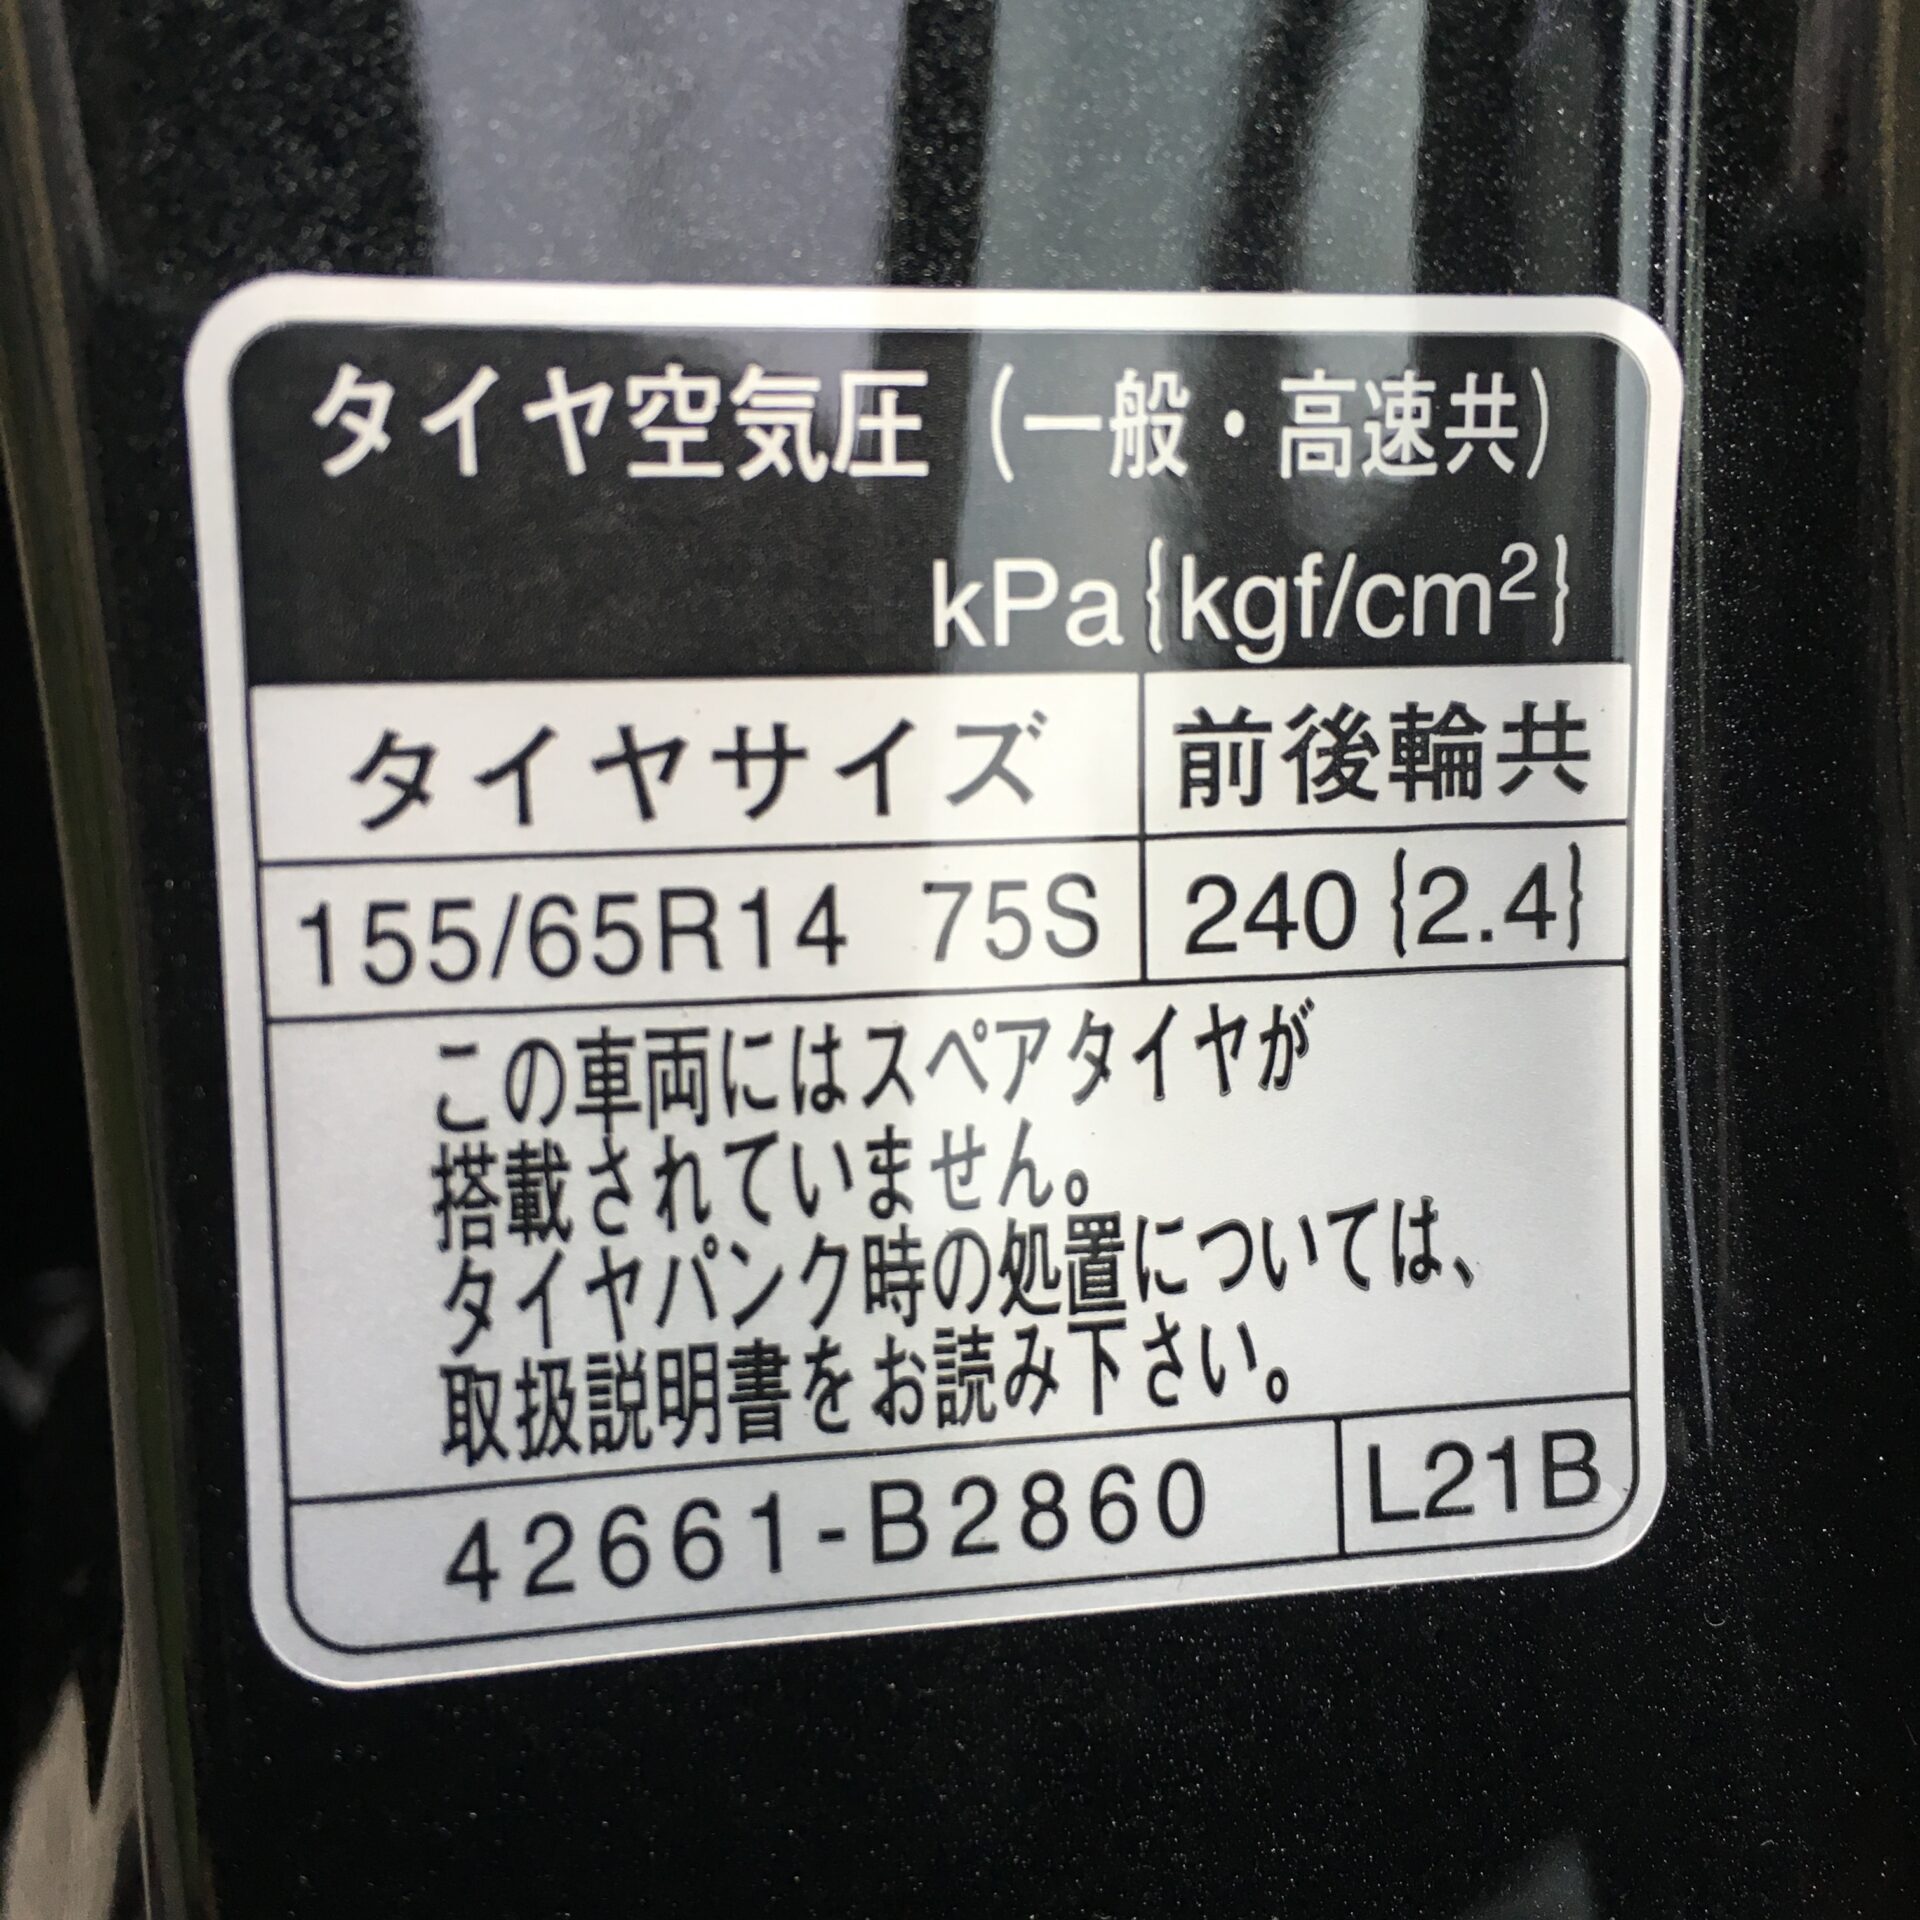 タイヤ空気圧（一般・高速共）
kPa{kgf/cm²}
タイヤサイズ 前後輪共
155/65R14 75S 240{2.4}
この車両にはスペアタイヤが
搭載されていません。
タイヤパンク時の処置については、
取扱説明書をお読み下さい。
42661-B2860 L21B